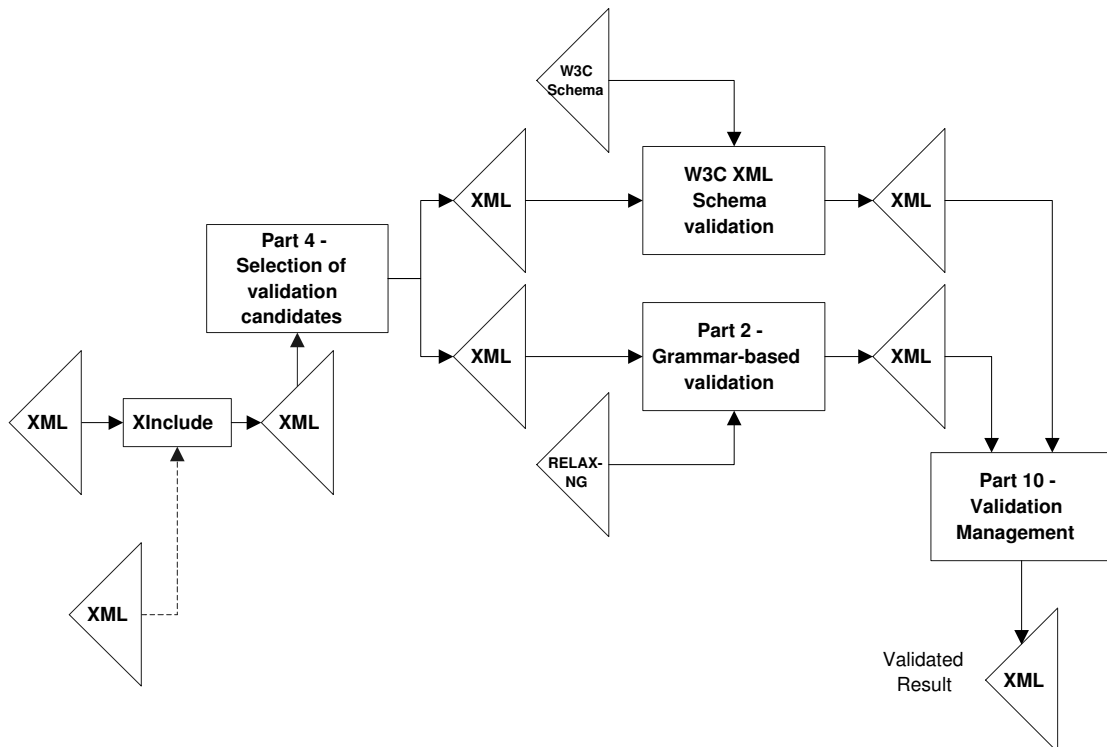 W3C
Schema
XML
W3C XML
Schema
validation
XML
Part 4 -
Selection of
validation
candidates
XML
Part 2 -
Grammar-based
validation
XML
XML
XInclude
XML
RELAX-
NG
Part 10 -
Validation
Management
XML
Validated
Result
XML